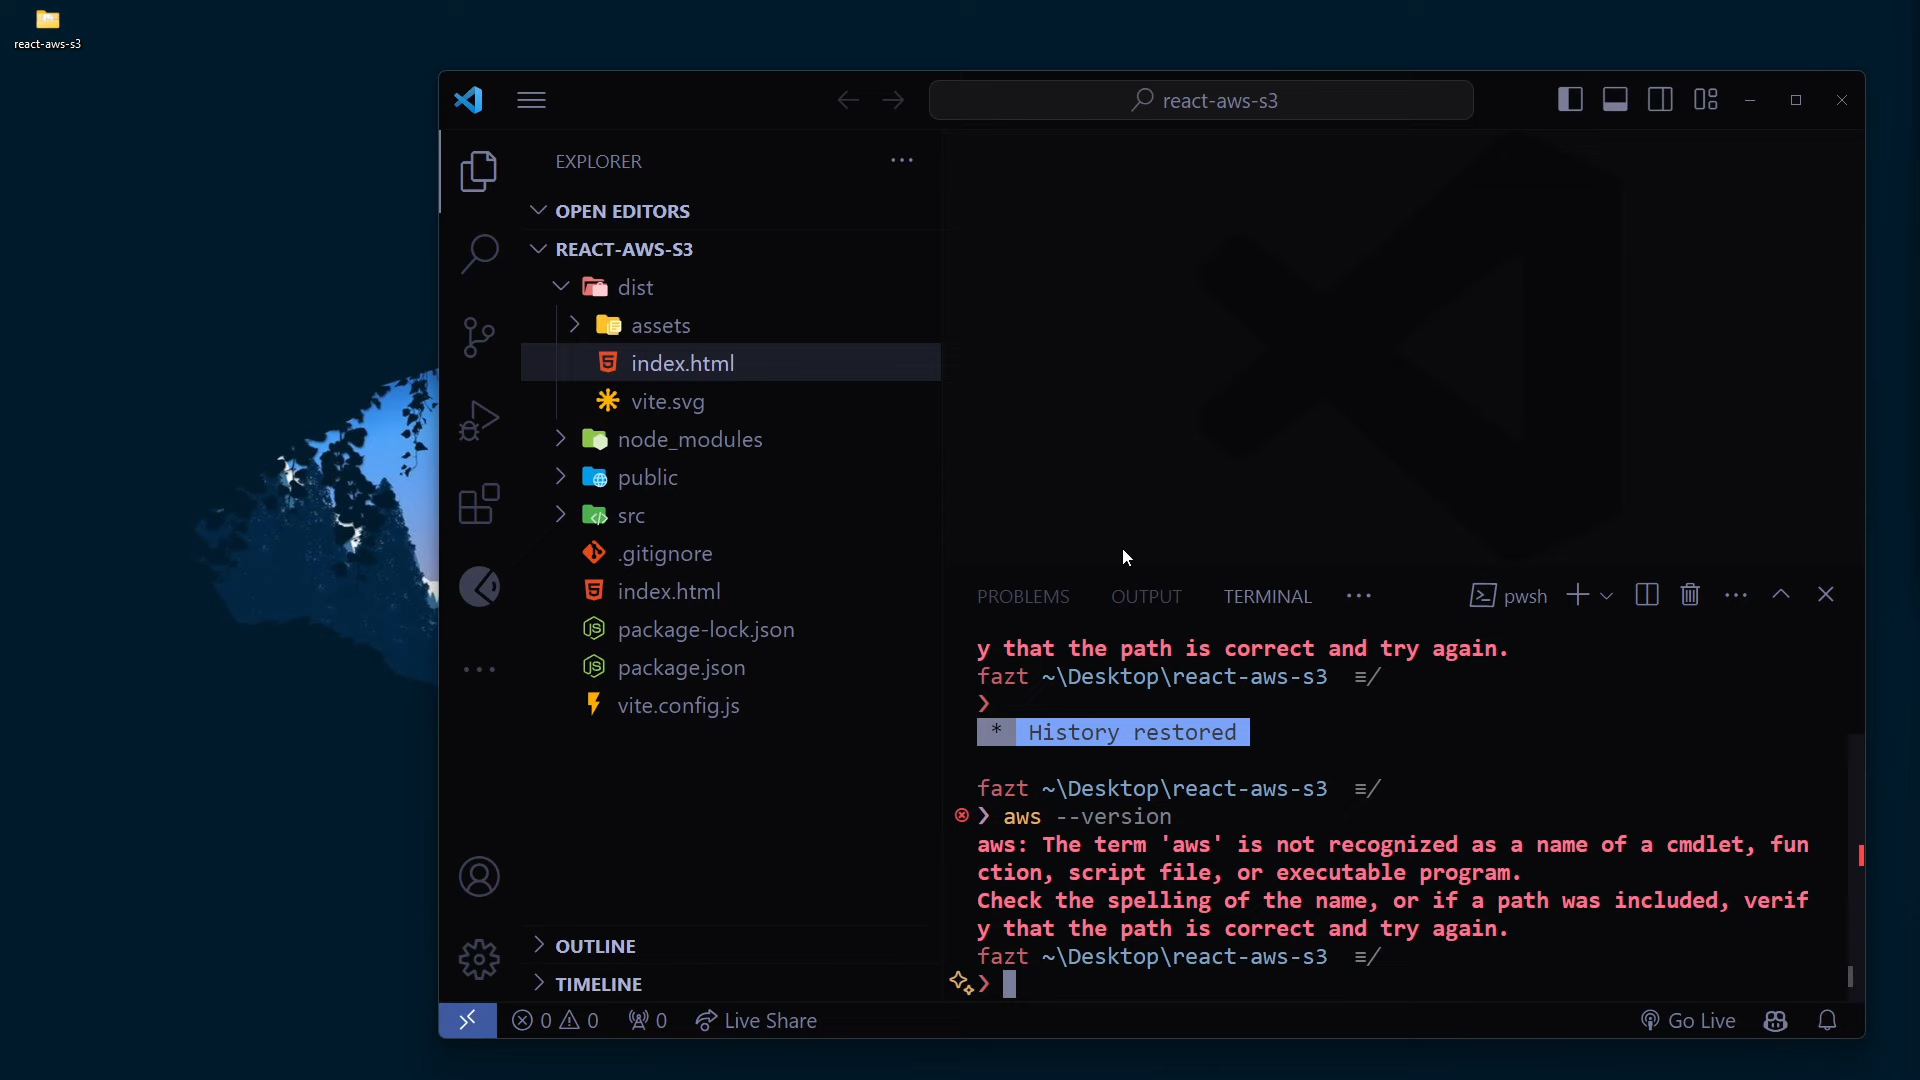 react-aws-s3
react-aws-s3
EXPLORER
OPEN EDITORS
REACT-AWS-S3
dist
assets
index.html
vite.svg
node_modules
public
src
.gitignore
index.html
package-lock.json
package.json
vite.config.js
OUTLINE
TIMELINE
PROBLEMS OUTPUT TERMINAL ··· pwsh
y that the path is correct and try again.
fazt ~\Desktop\react-aws-s3 ≡/
❯
* History restored
fazt ~\Desktop\react-aws-s3 ≡/
❯ aws --version
aws: The term 'aws' is not recognized as a name of a cmdlet, fun
ction, script file, or executable program.
Check the spelling of the name, or if a path was included, verif
y that the path is correct and try again.
fazt ~\Desktop\react-aws-s3 ≡/
❯
0 0 0 Live Share Go Live